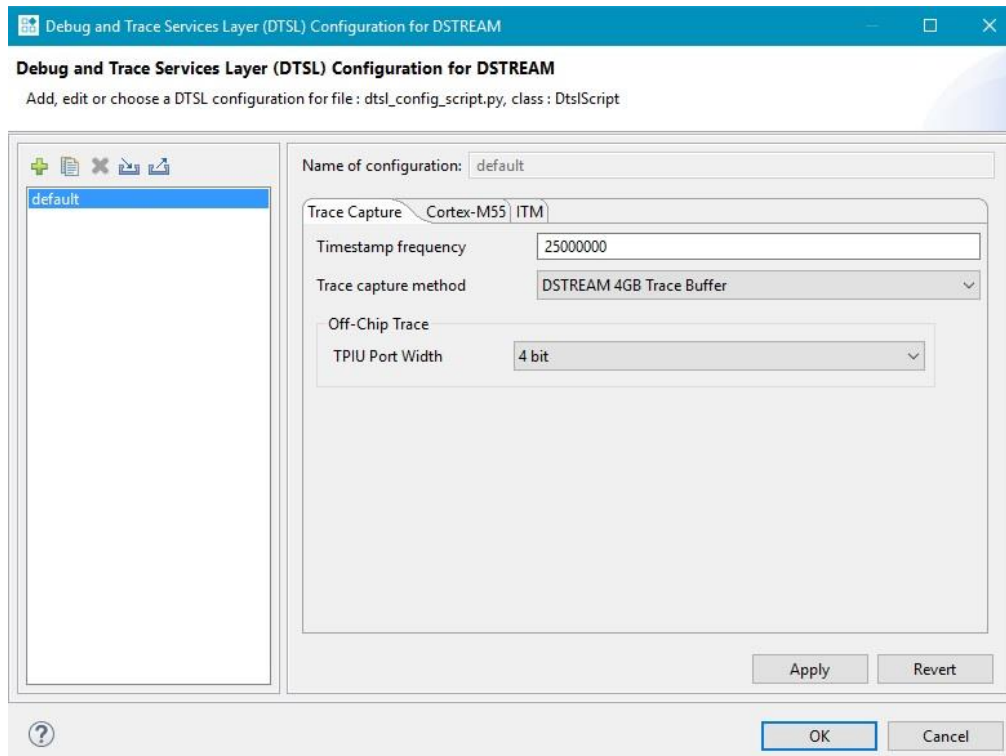 Debug and Trace Services Layer (DTSL) Configuration for DSTREAM
Debug and Trace Services Layer (DTSL) Configuration for DSTREAM
Add, edit or choose a DTSL configuration for file : dtsl_config_script.py, class : DtslScript
default
Name of configuration: default
Trace Capture Cortex-M55 ITM
Timestamp frequency 25000000
Trace capture method DSTREAM 4GB Trace Buffer
Off-Chip Trace
TPIU Port Width 4 bit
Apply Revert
OK Cancel